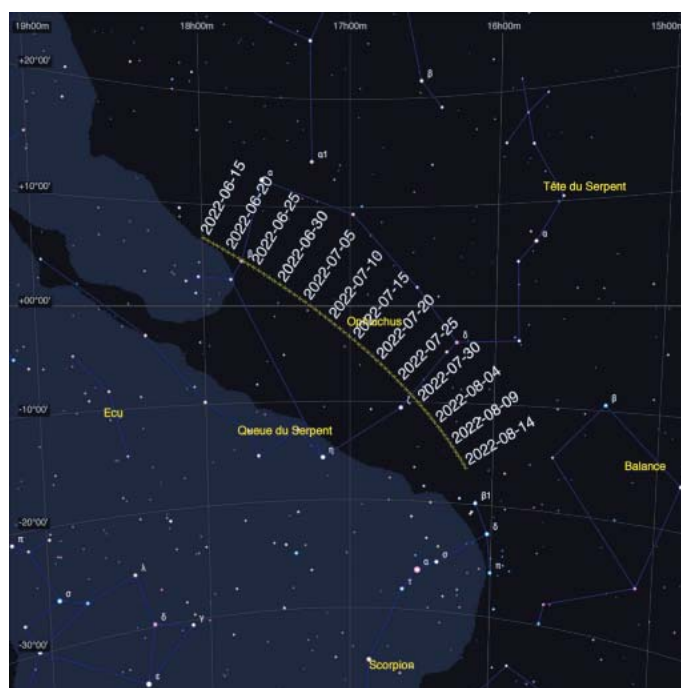 19h00m
18h00m
17h00m
16h00m
15h00m
+20°00'
β
α1
+10°00'
Tête du Serpent
α
2022-06-15
2022-06-20
α
2022-06-25
β
2022-06-30
2022-07-05
2022-07-10
2022-07-15
2022-07-20
2022-07-25
2022-07-30
2022-08-04
2022-08-09
2022-08-14
+00°00'
Ophiuchus
δ
-10°00'
Ecu
ζ
β
Queue du Serpent
η
Balance
-20°00'
β1
δ
π
λ
α
σ
π
τ
σ
δ
γ
-30°00'
Scorpion
ε